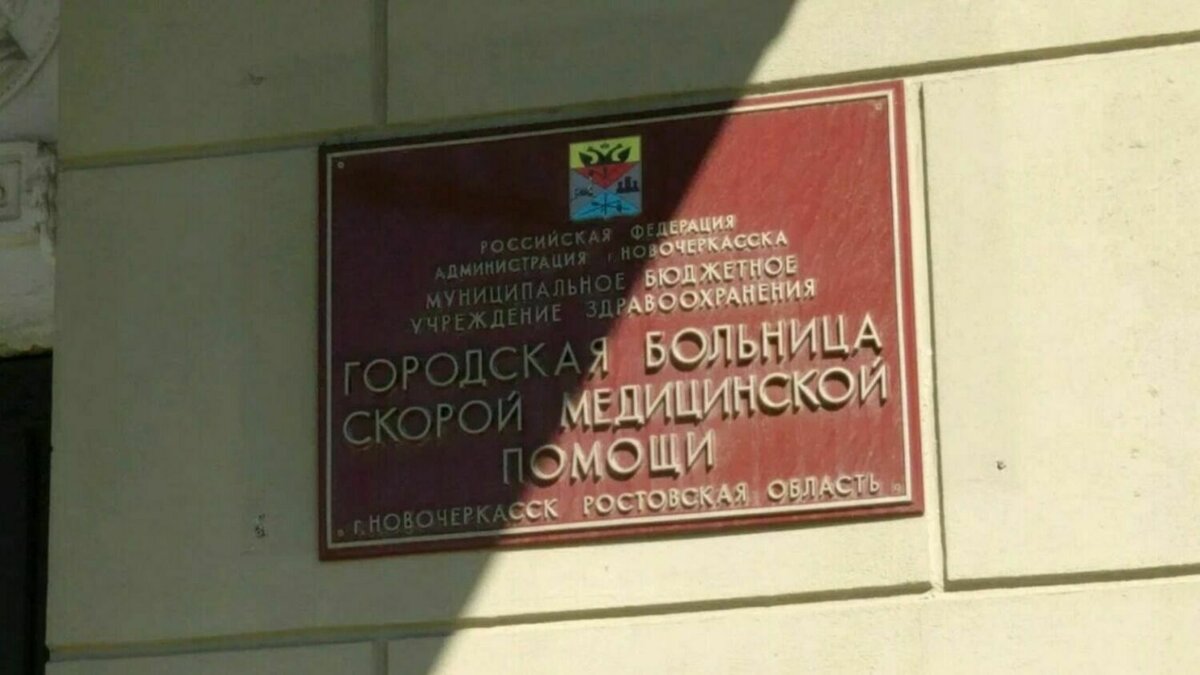 РОССИЙСКАЯ ФЕДЕРАЦИЯ
АДМИНИСТРАЦИЯ г. НОВОЧЕРКАССКА
МУНИЦИПАЛЬНОЕ БЮДЖЕТНОЕ
УЧРЕЖДЕНИЕ ЗДРАВООХРАНЕНИЯ
ГОРОДСКАЯ БОЛЬНИЦА
СКОРОЙ МЕДИЦИНСКОЙ
ПОМОЩИ
г. НОВОЧЕРКАССК РОСТОВСКАЯ ОБЛАСТЬ